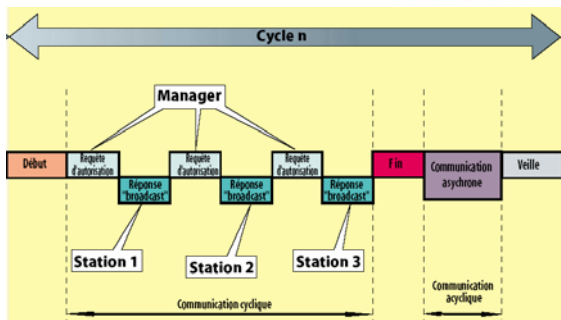 Cycle n
Manager
Début
Requête
d'autorisation
Réponse
"broadcast"
Requête
d'autorisation
Réponse
"broadcast"
Requête
d'autorisation
Réponse
"broadcast"
Fin
Communication
asychrone
Veille
Station 1
Station 2
Station 3
Communication cyclique
Communication
acyclique